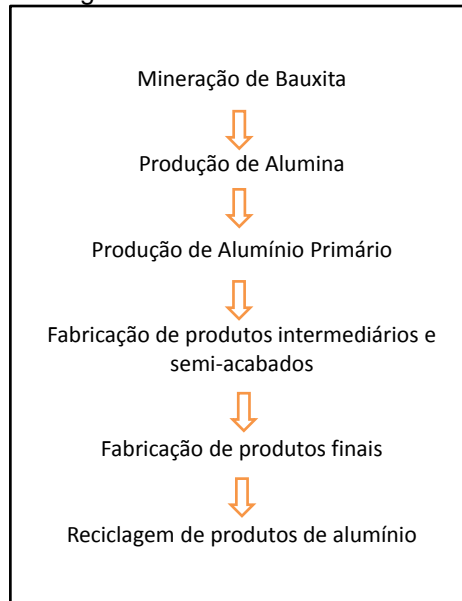 Mineração de Bauxita
Produção de Alumina
Produção de Alumínio Primário
Fabricação de produtos intermediários e
semi-acabados
Fabricação de produtos finais
Reciclagem de produtos de alumínio